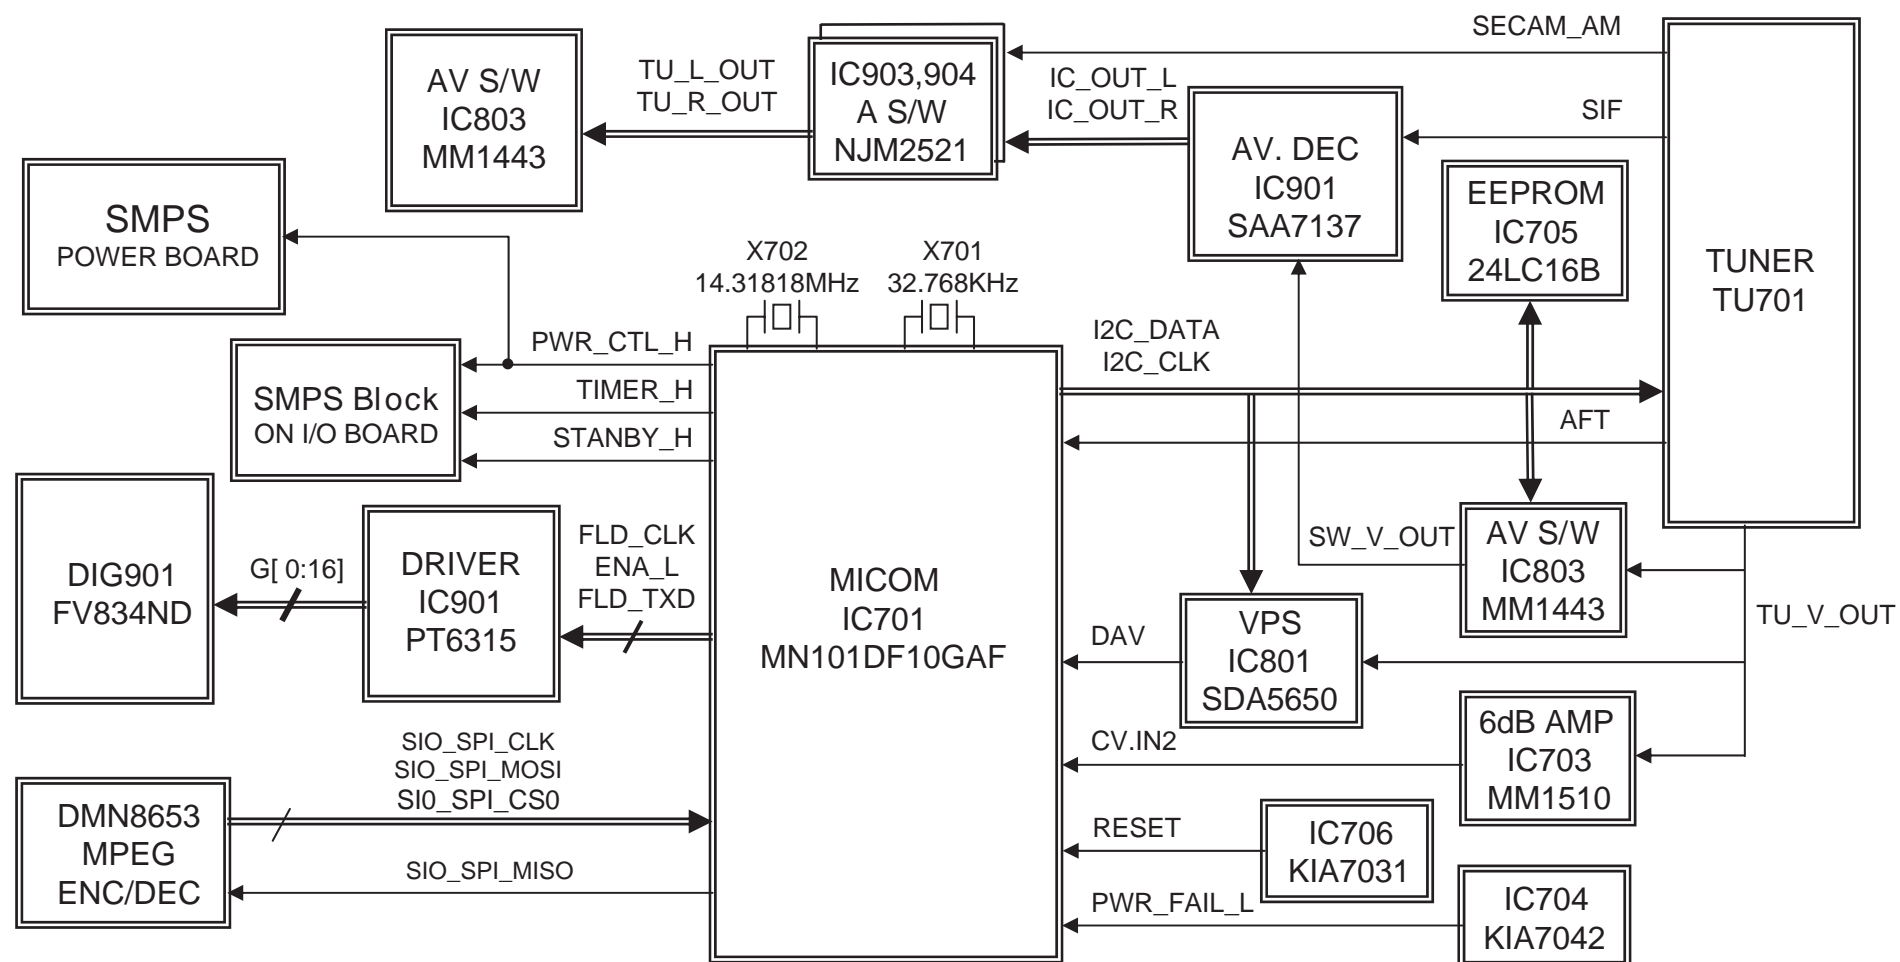 SECAM_AM
AV S/W
IC803
MM1443
TU_L_OUT
TU_R_OUT
IC903,904
A S/W
NJM2521
IC_OUT_L
IC_OUT_R
SIF
AV. DEC
IC901
SAA7137
EEPROM
IC705
24LC16B
TUNER
TU701
SMPS
POWER BOARD
X702
14.31818MHz
X701
32.768KHz
PWR_CTL_H
TIMER_H
STANBY_H
SMPS Block
ON I/O BOARD
I2C_DATA
I2C_CLK
AFT
DIG901
FV834ND
G[ 0:16]
DRIVER
IC901
PT6315
FLD_CLK
ENA_L
FLD_TXD
MICOM
IC701
MN101DF10GAF
SW_V_OUT
AV S/W
IC803
MM1443
TU_V_OUT
DAV
VPS
IC801
SDA5650
CV.IN2
6dB AMP
IC703
MM1510
SIO_SPI_CLK
SIO_SPI_MOSI
SI0_SPI_CS0
DMN8653
MPEG
ENC/DEC
SIO_SPI_MISO
RESET
IC706
KIA7031
PWR_FAIL_L
IC704
KIA7042